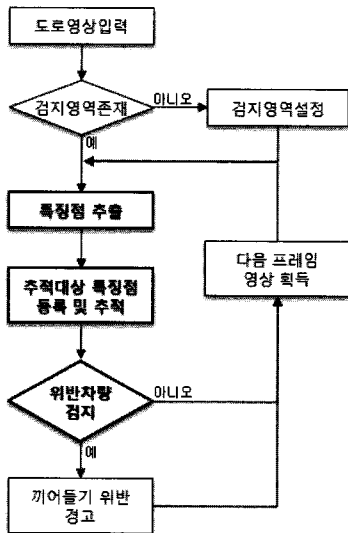 도로영상입력
검지영역존재
아니오
검지영역설정
예
특징점 추출
다음 프레임
영상 획득
추적대상 특징점
등록 및 추적
위반차량
검지
아니오
예
끼어들기 위반
경고